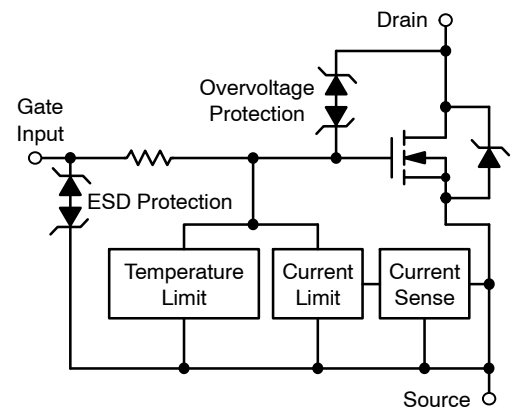 Drain
Overvoltage
Protection
Gate
Input
ESD Protection
Temperature
Limit
Current
Limit
Current
Sense
Source